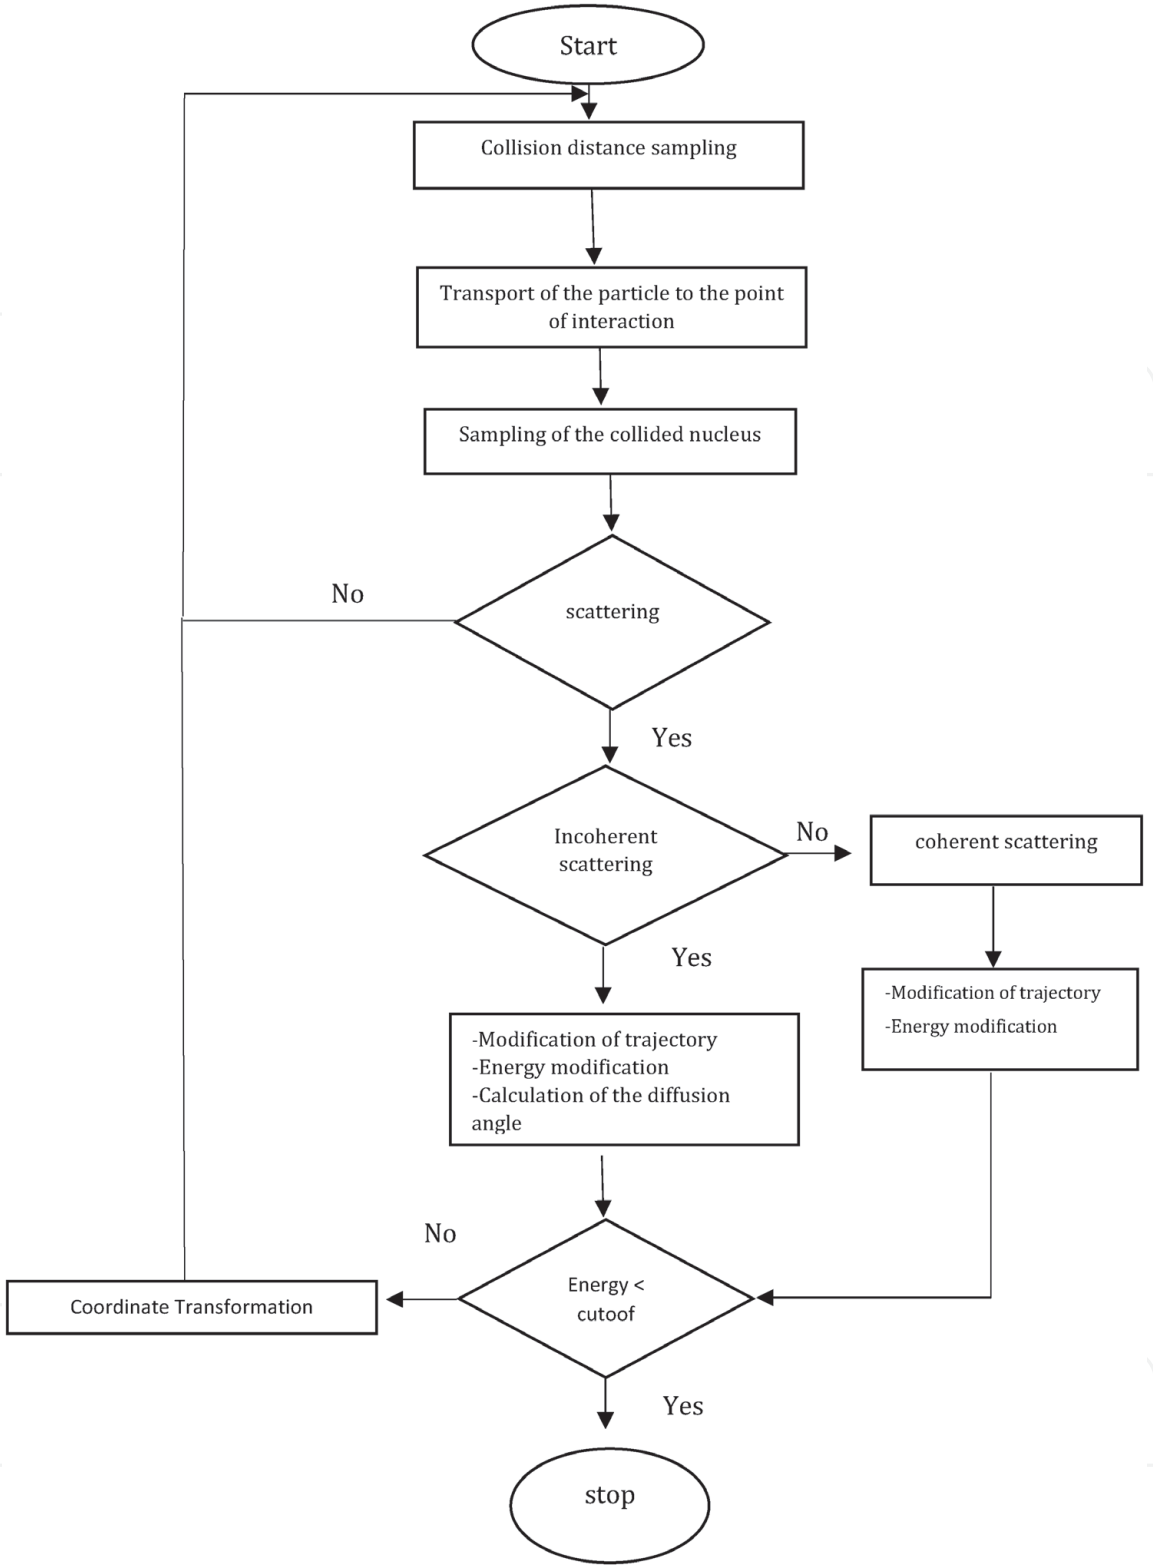 Start
Collision distance sampling
Transport of the particle to the point
of interaction
Sampling of the collided nucleus
No
scattering
Yes
Incoherent
scattering
No
coherent scattering
Yes
-Modification of trajectory
-Energy modification
-Modification of trajectory
-Energy modification
-Calculation of the diffusion
angle
No
Energy <
cutoof
Coordinate Transformation
Yes
stop